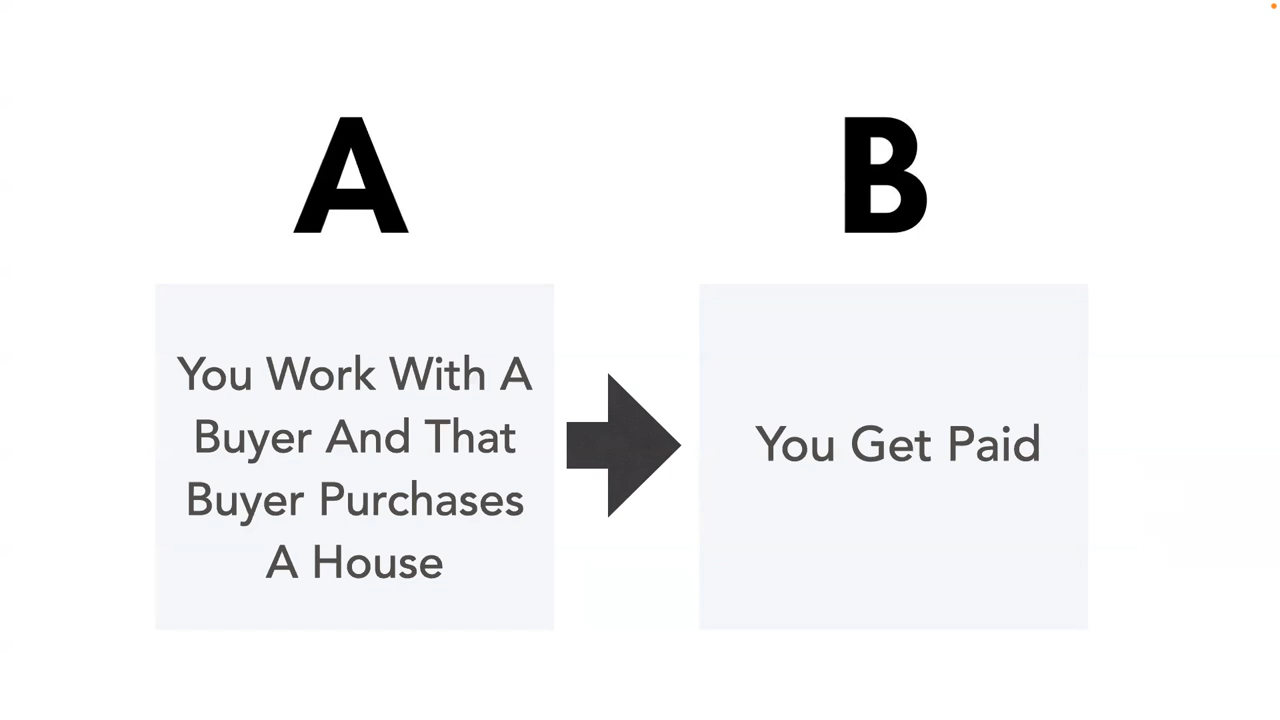 A
B
You Work With A
Buyer And That
Buyer Purchases
A House
You Get Paid